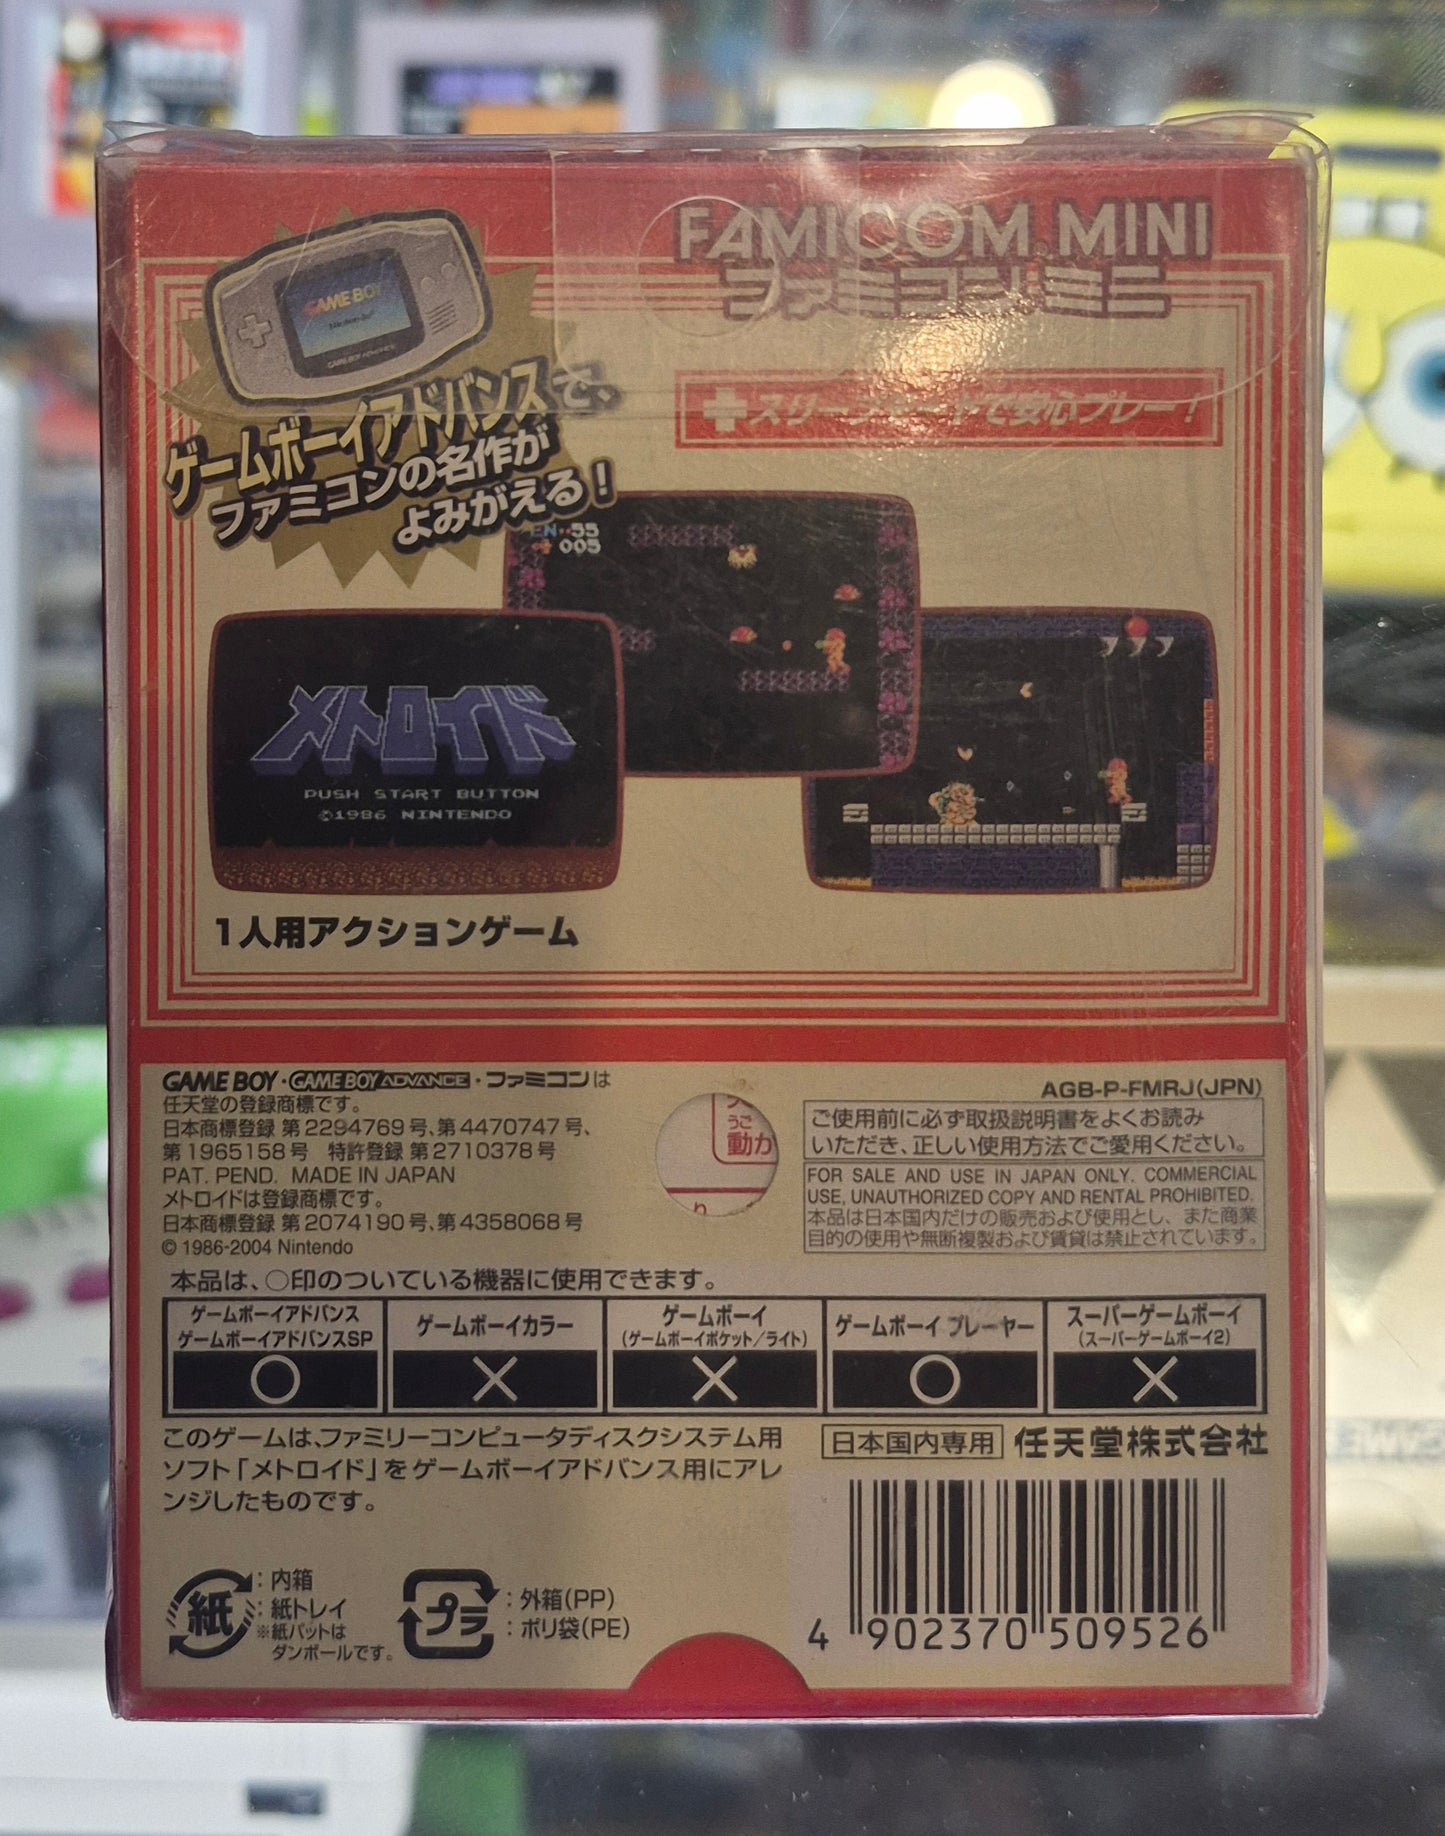 FAMICOM MINI
ファミコンミニ
GAME BOY
Nintendo
GAME BOY ADVANCE
ゲームボーイアドバンスで、
ファミコンの名作が
よみがえる!
スリープモードで安心プレー!
EN..55
005
メトロイド
PUSH START BUTTON
©1986 NINTENDO
1人用アクションゲーム
GAME BOY・GAME BOY ADVANCE・ファミコンは
任天堂の登録商標です。
日本商標登録 第2294769号、第4470747号、
第1965158号 特許登録 第2710378号
PAT. PEND. MADE IN JAPAN
メトロイドは登録商標です。
日本商標登録 第2074190号、第4358068号
© 1986-2004 Nintendo
うご
動か
AGB-P-FMRJ(JPN)
ご使用前に必ず取扱説明書をよくお読み
いただき、正しい使用方法でご愛用ください。
FOR SALE AND USE IN JAPAN ONLY. COMMERCIAL
USE, UNAUTHORIZED COPY AND RENTAL PROHIBITED.
本品は日本国内だけの販売および使用とし、また商業
目的の使用や無断複製および賃貸は禁止されています。
本品は、○印のついている機器に使用できます。
ゲームボーイアドバンス
ゲームボーイアドバンスSP
ゲームボーイカラー
ゲームボーイ
(ゲームボーイポケット/ライト)
ゲームボーイ プレーヤー
スーパーゲームボーイ
(スーパーゲームボーイ2)
○ × × ○ ×
このゲームは、ファミリーコンピュータディスクシステム用
ソフト「メトロイド」をゲームボーイアドバンス用にアレ
ンジしたものです。
日本国内専用 任天堂株式会社
紙
:内箱
:紙トレイ
※紙パットは
ダンボールです。
プラ
:外箱(PP)
:ポリ袋(PE)
4 902370 509526